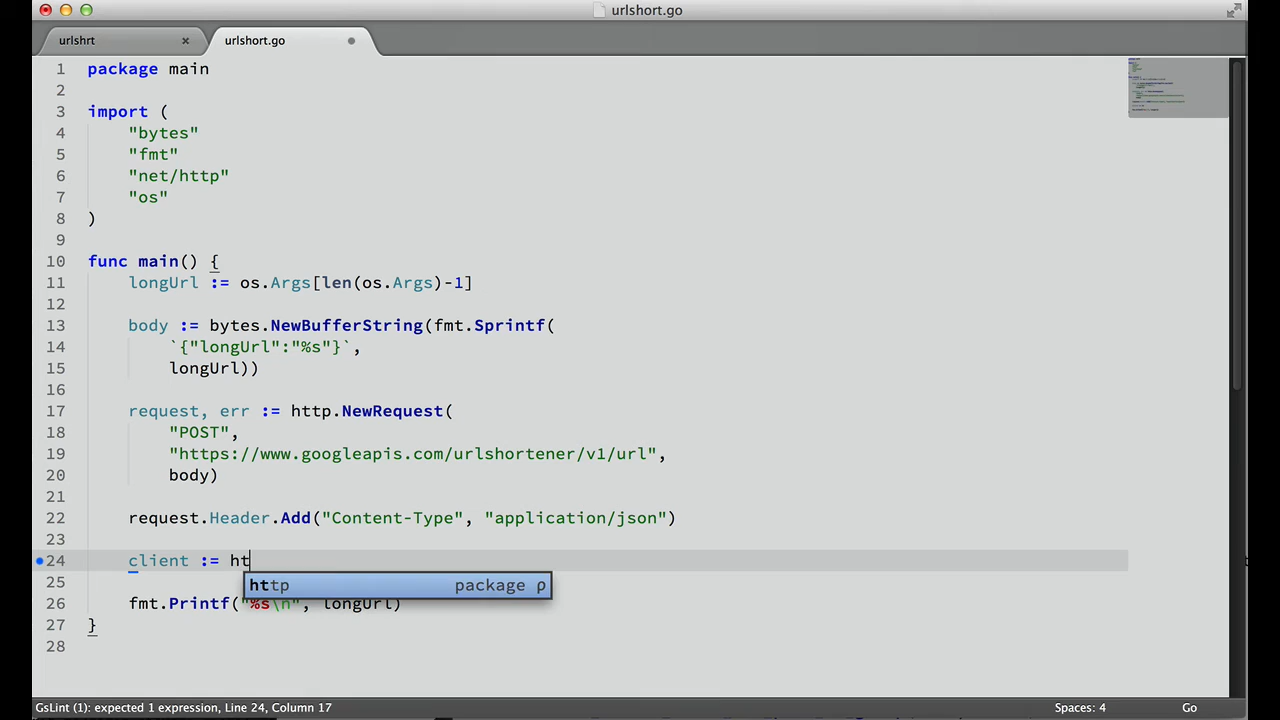 urlshort.go
urlshrt × urlshort.go
1 package main
2
3 import (
4 "bytes"
5 "fmt"
6 "net/http"
7 "os"
8 )
9
10 func main() {
11 longUrl := os.Args[len(os.Args)-1]
12
13 body := bytes.NewBufferString(fmt.Sprintf(
14 `{"longUrl":"%s"}`,
15 longUrl))
16
17 request, err := http.NewRequest(
18 "POST",
19 "https://www.googleapis.com/urlshortener/v1/url",
20 body)
21
22 request.Header.Add("Content-Type", "application/json")
23
24 client := ht
25 http package ρ
26 fmt.Printf("%s\n", longUrl)
27 }
28
GsLint (1): expected 1 expression, Line 24, Column 17 Spaces: 4 Go